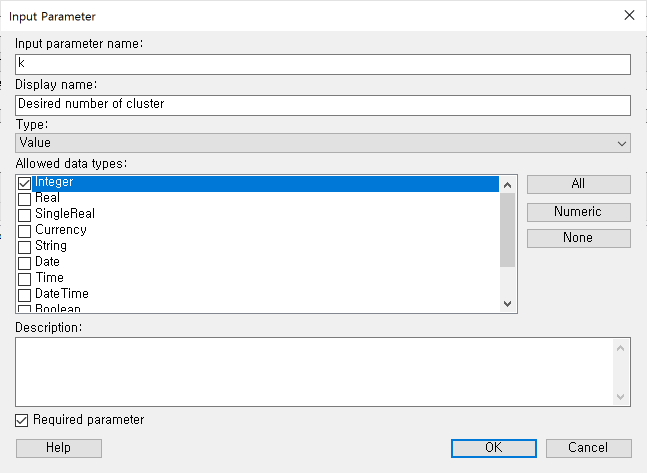 Input Parameter
Input parameter name:
k
Display name:
Desired number of cluster
Type:
Value
Allowed data types:
Integer
All
Real
SingleReal
Numeric
Currency
String
None
Date
Time
DateTime
Boolean
Description:
Required parameter
Help
OK
Cancel